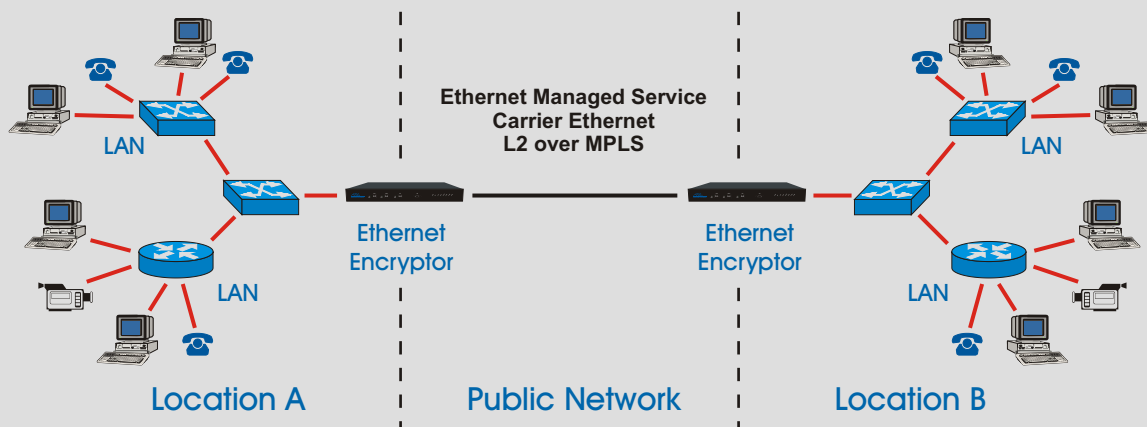 Ethernet Managed Service
Carrier Ethernet
L2 over MPLS
LAN
LAN
Ethernet
Encryptor
Ethernet
Encryptor
LAN
LAN
Location A
Public Network
Location B